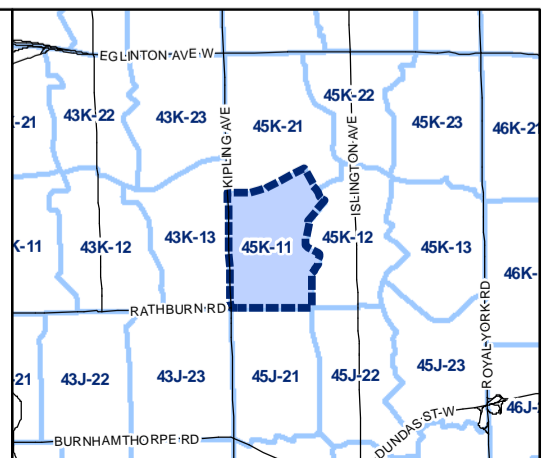 EGLINTON AVE W
45K-22
43K-22
43K-23
45K-21
45K-23
46K-21
-21
KIPLING AVE
ISLINGTON AVE
K-11
43K-12
43K-13
45K-11
45K-12
45K-13
46K-
RATHBURN RD
ROYAL YORK RD
-21
43J-22
43J-23
45J-21
45J-22
45J-23
46J-
DUNDAS ST W
BURNHAMTHORPE RD